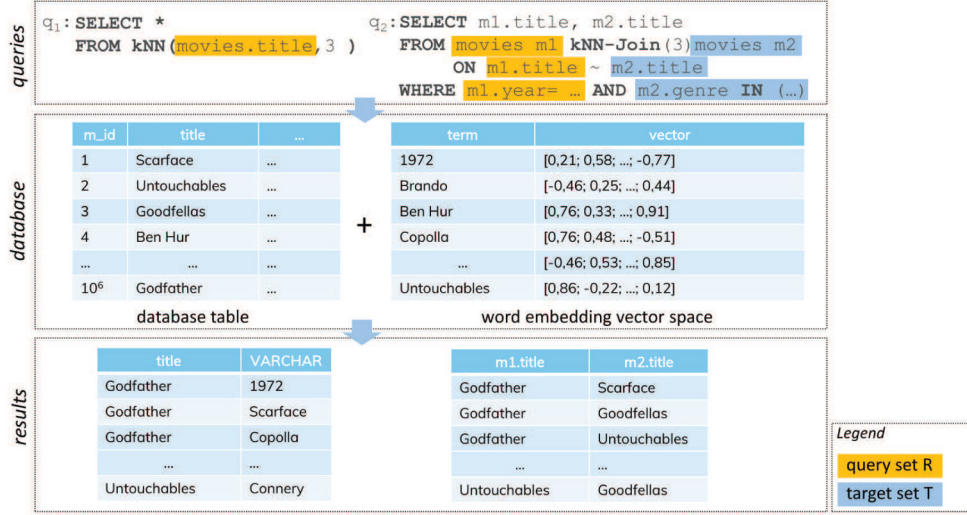 queries
q1: SELECT *
FROM kNN(movies.title,3 )
q2: SELECT m1.title, m2.title
FROM movies m1 kNN-Join(3)movies m2
ON m1.title ~ m2.title
WHERE m1.year= … AND m2.genre IN (…)
database
m_id title …
1 Scarface …
2 Untouchables …
3 Goodfellas …
4 Ben Hur …
… … …
10⁶ Godfather …
database table
+
term vector
1972 [0,21; 0,58; …; -0,77]
Brando [-0,46; 0,25; …; 0,44]
Ben Hur [0,76; 0,33; …; 0,91]
Copolla [0,76; 0,48; …; -0,51]
… [-0,46; 0,53; …; 0,85]
Untouchables [0,86; -0,22; …; 0,12]
word embedding vector space
results
title VARCHAR
Godfather 1972
Godfather Scarface
Godfather Copolla
… …
Untouchables Connery
m1.title m2.title
Godfather Scarface
Godfather Goodfellas
Godfather Untouchables
… …
Untouchables Goodfellas
Legend
query set R
target set T